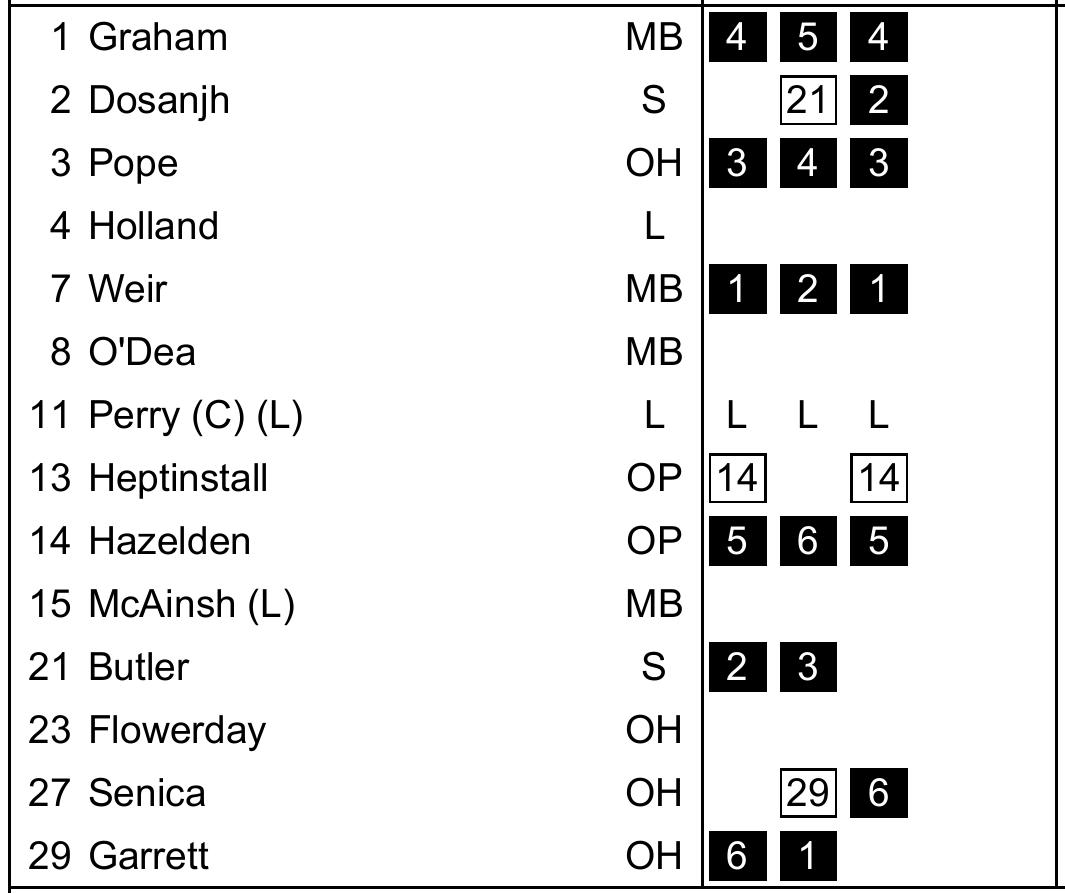 1 Graham MB 4 5 4
2 Dosanjh S 21 2
3 Pope OH 3 4 3
4 Holland L
7 Weir MB 1 2 1
8 O'Dea MB
11 Perry (C) (L) L L L L
13 Heptinstall OP 14 14
14 Hazelden OP 5 6 5
15 McAinsh (L) MB
21 Butler S 2 3
23 Flowerday OH
27 Senica OH 29 6
29 Garrett OH 6 1